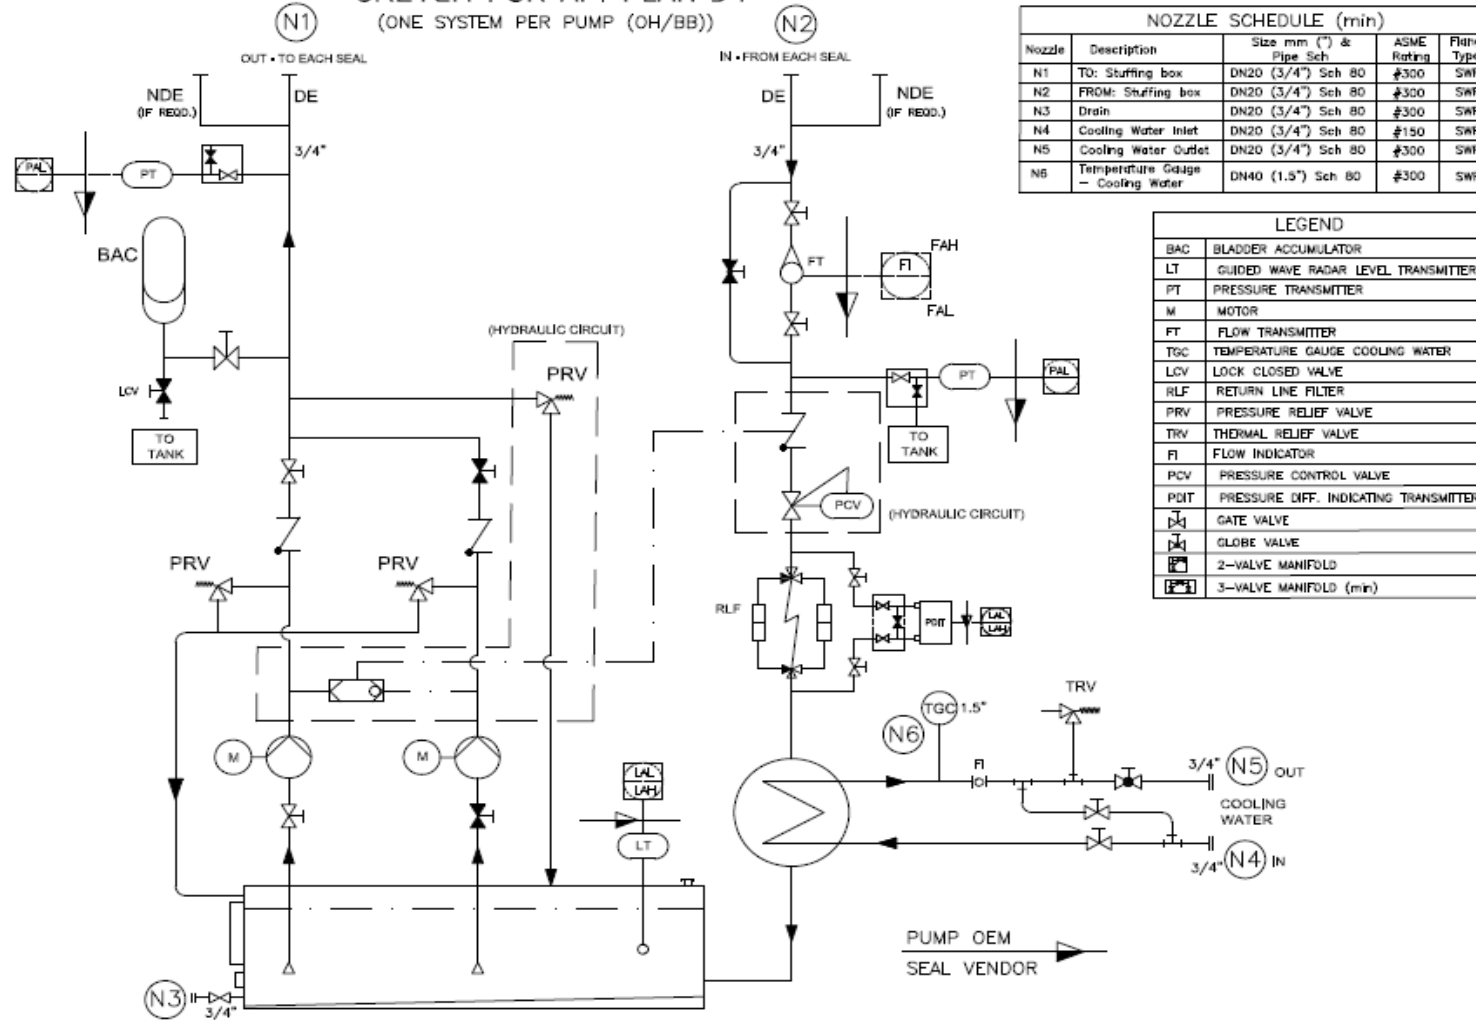 (ONE SYSTEM PER PUMP (OH/BB))
N1
OUT - TO EACH SEAL
NDE
(IF REQD.)
DE
3/4"
PAL
PT
BAC
LCV
TO
TANK
(HYDRAULIC CIRCUIT)
PRV
PRV
PRV
M
M
LAL
LAH
LT
N3
3/4"
N2
IN - FROM EACH SEAL
DE
NDE
(IF REQD.)
3/4"
FT
FI
FAH
FAL
PT
PAL
TO
TANK
PCV
(HYDRAULIC CIRCUIT)
RLF
PDIT
LAL
LAH
N6
TGC
1.5"
TRV
FI
3/4"
N5
OUT
COOLING
WATER
3/4"
N4
IN
PUMP OEM
SEAL VENDOR
NOZZLE SCHEDULE (min)
Nozzle Description Size mm (") & Pipe Sch ASME Rating
N1 TO: Stuffing box DN20 (3/4") Sch 80 #300
N2 FROM: Stuffing box DN20 (3/4") Sch 80 #300
N3 Drain DN20 (3/4") Sch 80 #300
N4 Cooling Water Inlet DN20 (3/4") Sch 80 #150
N5 Cooling Water Outlet DN20 (3/4") Sch 80 #300
N6 Temperature Gauge - Cooling Water DN40 (1.5") Sch 80 #300
LEGEND
BAC BLADDER ACCUMULATOR
LT GUIDED WAVE RADAR LEVEL TRANSMITTER
PT PRESSURE TRANSMITTER
M MOTOR
FT FLOW TRANSMITTER
TGC TEMPERATURE GAUGE COOLING WATER
LCV LOCK CLOSED VALVE
RLF RETURN LINE FILTER
PRV PRESSURE RELIEF VALVE
TRV THERMAL RELIEF VALVE
FI FLOW INDICATOR
PCV PRESSURE CONTROL VALVE
PDIT PRESSURE DIFF. INDICATING TRANSMITTER
GATE VALVE
GLOBE VALVE
2-VALVE MANIFOLD
3-VALVE MANIFOLD (min)